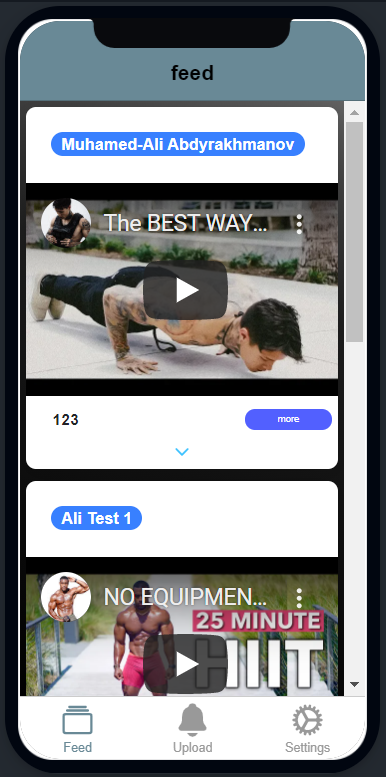 feed
Muhamed-Ali Abdyrakhmanov
The BEST WAY...
123
more
Ali Test 1
NO EQUIPMEN...
25 MINUTE
HIIT
Feed
Upload
Settings